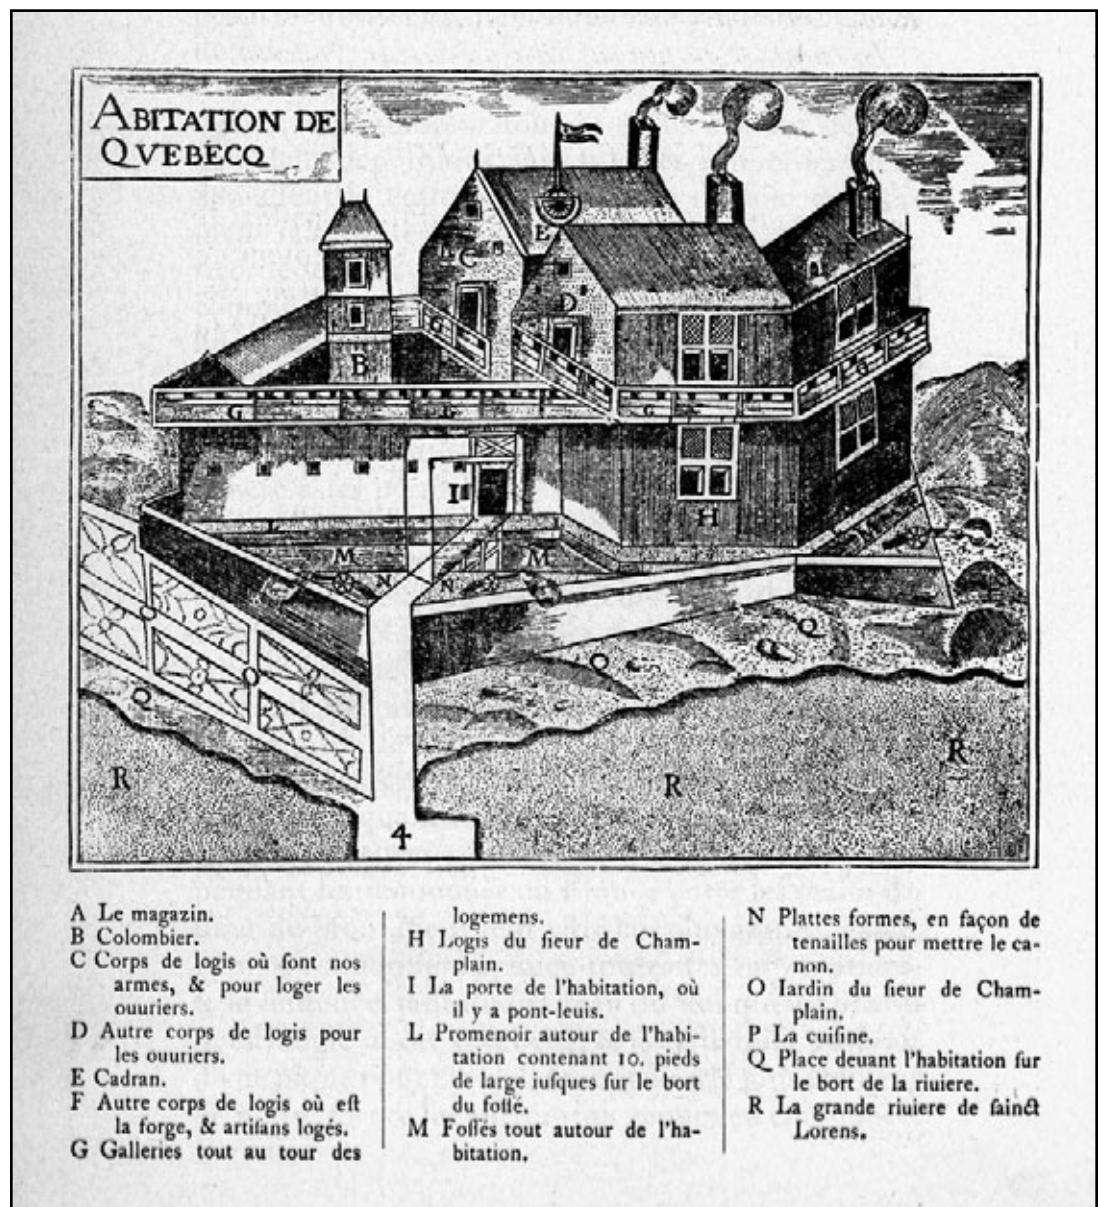 ABITATION DE
QVEBECQ
E
C
D
F
G
B
G
G
G
G
I
H
M
M
N
N
L
O
Q
Q
O
Q
Q
R
R
R
4
A Le magazin.
B Colombier.
C Corps de logis où ſont nos
armes, & pour loger les
ouuriers.
D Autre corps de logis pour
les ouuriers.
E Cadran.
F Autre corps de logis où eſt
la forge, & artiſans logés.
G Galleries tout au tour des
logemens.
H Logis du ſieur de Cham-
plain.
I La porte de l'habitation, où
il y a pont-leuis.
L Promenoir autour de l'habi-
tation contenant 10. pieds
de large iuſques ſur le bort
du foſſé.
M Foſſés tout autour de l'ha-
bitation.
N Plattes formes, en façon de
tenailles pour mettre le ca-
non.
O Iardin du ſieur de Cham-
plain.
P La cuiſine.
Q Place deuant l'habitation ſur
le bort de la riuiere.
R La grande riuiere de ſainct
Lorens.